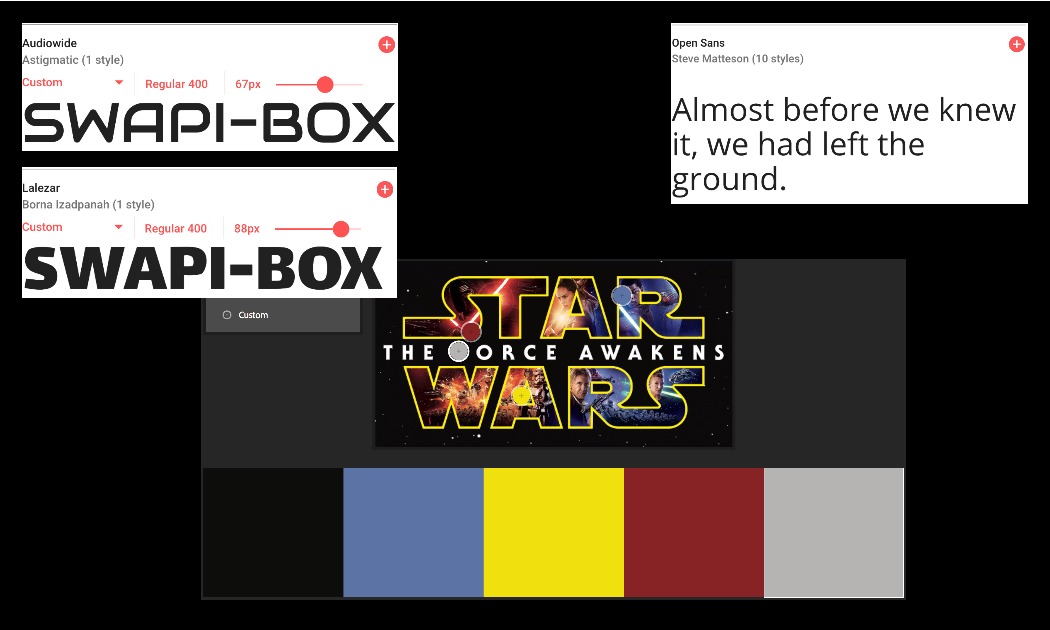 Audiowide
Astigmatic (1 style)
Custom
Regular 400
67px
SWAPI-BOX
Lalezar
Borna Izadpanah (1 style)
Custom
Regular 400
88px
SWAPI-BOX
Open Sans
Steve Matteson (10 styles)
Almost before we knew
it, we had left the
ground.
Custom
STAR
THE ORCE AWAKENS
WARS